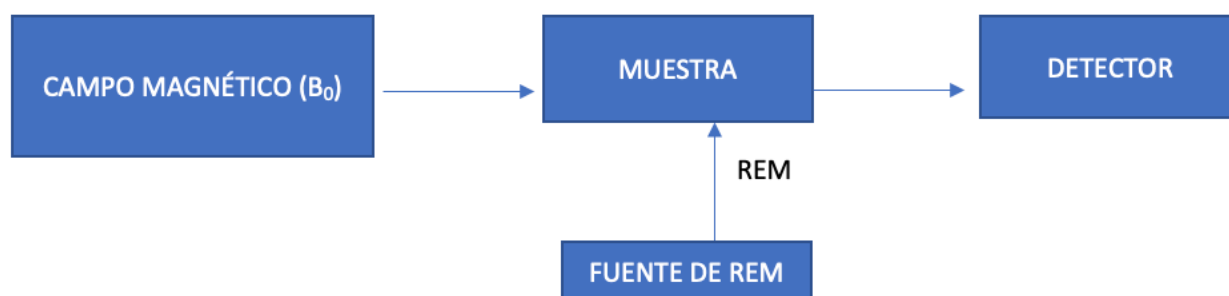 CAMPO MAGNÉTICO (B₀)
MUESTRA
DETECTOR
REM
FUENTE DE REM